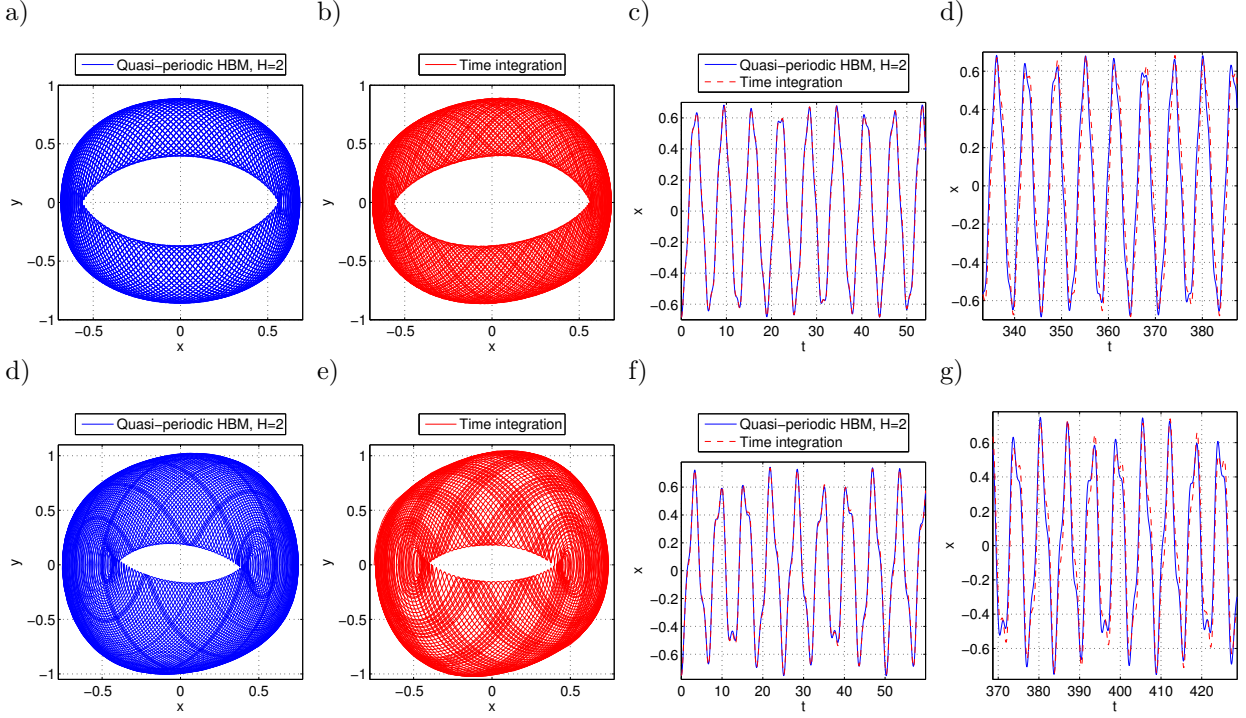 a)
b)
c)
d)
Quasi−periodic HBM, H=2
1
0.5
0
−0.5
−1
y
−0.5
0
0.5
x
Time integration
1
0.5
0
−0.5
−1
y
−0.5
0
0.5
x
Quasi−periodic HBM, H=2
Time integration
0.6
0.4
0.2
0
−0.2
−0.4
−0.6
x
0
10
20
30
40
50
t
0.6
0.4
0.2
0
−0.2
−0.4
−0.6
x
340
350
360
370
380
t
d)
e)
f)
g)
Quasi−periodic HBM, H=2
1
0.5
0
−0.5
−1
y
−0.5
0
0.5
x
Time integration
1
0.5
0
−0.5
−1
y
−0.5
0
0.5
x
Quasi−periodic HBM, H=2
Time integration
0.6
0.4
0.2
0
−0.2
−0.4
−0.6
x
0
10
20
30
40
50
t
0.6
0.4
0.2
0
−0.2
−0.4
−0.6
x
370
380
390
400
410
420
t